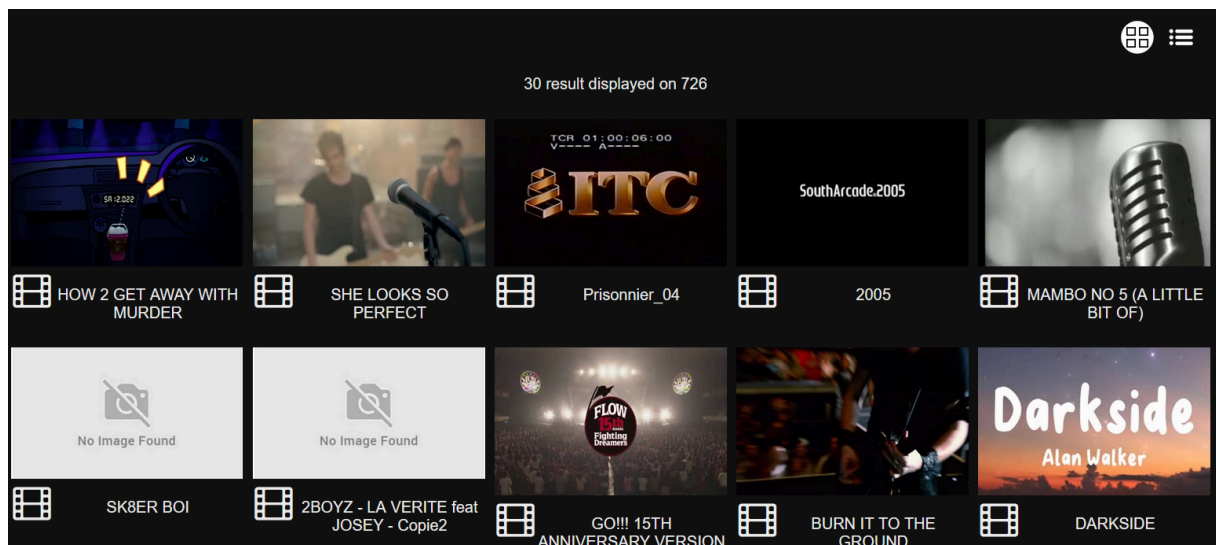 30 result displayed on 726
SR 12.022
TCR 01:00:06:00
V---- A----
ITC
SouthArcade.2005
HOW 2 GET AWAY WITH
MURDER
SHE LOOKS SO
PERFECT
Prisonnier_04
2005
MAMBO NO 5 (A LITTLE
BIT OF)
No Image Found
No Image Found
FLOW
15th
Fighting
Dreamers
Darkside
Alan Walker
SK8ER BOI
2BOYZ - LA VERITE feat
JOSEY - Copie2
GO!!! 15TH
ANNIVERSARY VERSION
BURN IT TO THE
GROUND
DARKSIDE